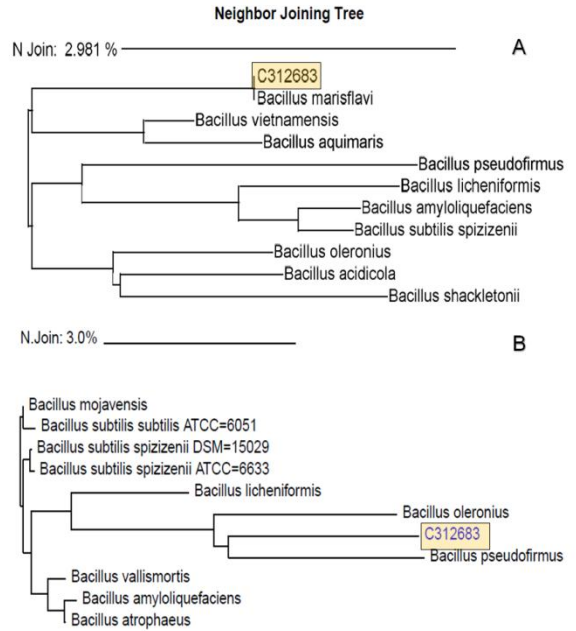 Neighbor Joining Tree
N Join: 2.981 %
A
C312683
Bacillus marisflavi
Bacillus vietnamensis
Bacillus aquimaris
Bacillus pseudofirmus
Bacillus licheniformis
Bacillus amyloliquefaciens
Bacillus subtilis spizizenii
Bacillus oleronius
Bacillus acidicola
Bacillus shackletonii
N.Join: 3.0%
B
Bacillus mojavensis
Bacillus subtilis subtilis ATCC=6051
Bacillus subtilis spizizenii DSM=15029
Bacillus subtilis spizizenii ATCC=6633
Bacillus licheniformis
Bacillus oleronius
C312683
Bacillus pseudofirmus
Bacillus vallismortis
Bacillus amyloliquefaciens
Bacillus atrophaeus